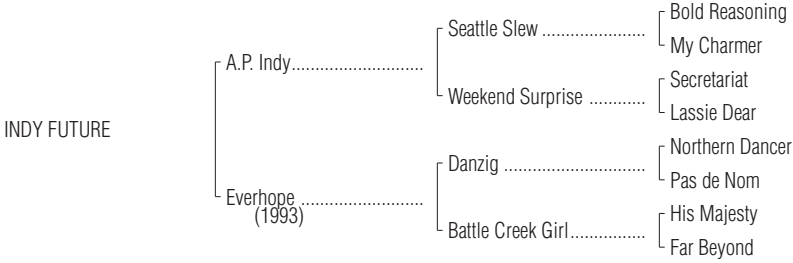 Bold Reasoning
Seattle Slew ......................
My Charmer
A.P. Indy............................
Secretariat
Weekend Surprise ............
Lassie Dear
INDY FUTURE
Northern Dancer
Danzig ..............................
Pas de Nom
Everhope ..........................
(1993)
His Majesty
Battle Creek Girl................
Far Beyond